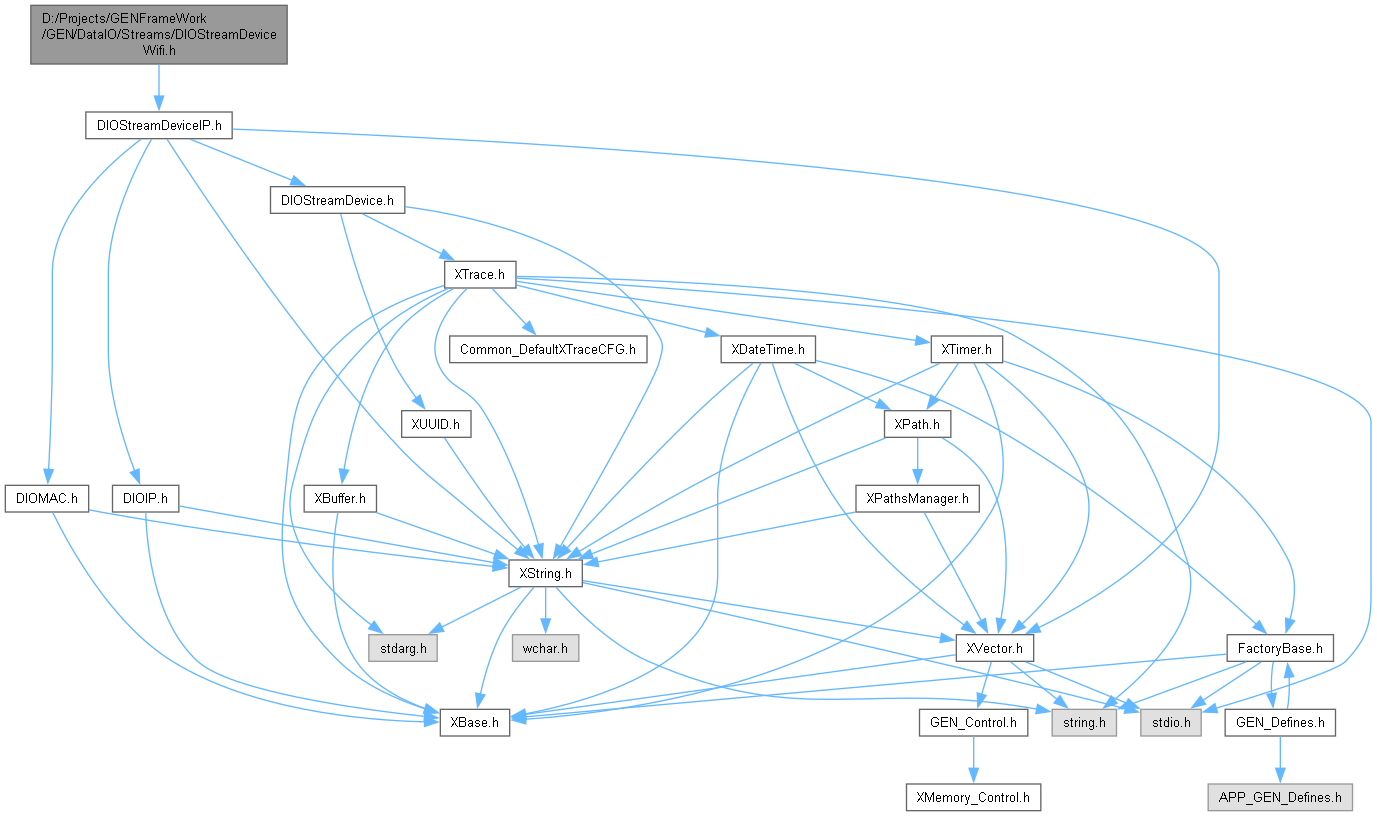 D:/Projects/GENFrameWork
/GEN/DataIO/Streams/DIOStreamDevice
Wifi.h
DIOStreamDeviceIP.h
DIOStreamDevice.h
XTrace.h
Common_DefaultXTraceCFG.h
XDateTime.h
XTimer.h
XUUID.h
XPath.h
DIOMAC.h
DIOIP.h
XBuffer.h
XPathsManager.h
XString.h
stdarg.h
wchar.h
XVector.h
FactoryBase.h
XBase.h
GEN_Control.h
string.h
stdio.h
GEN_Defines.h
XMemory_Control.h
APP_GEN_Defines.h